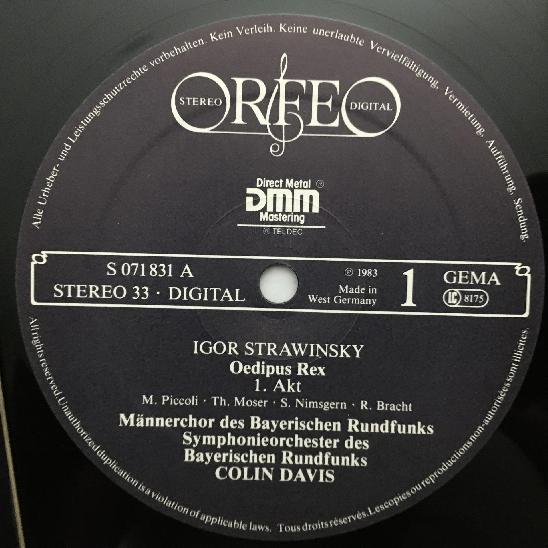 Alle Urheber- und Leistungsschutzrechte vorbehalten. Kein Verleih. Keine unerlaubte Vervielfältigung, Vermietung, Aufführung, Sendung.
ORFEO
STEREO DIGITAL
Direct Metal
DMM
Mastering
℗ TELDEC
S 071831 A
STEREO 33 · DIGITAL
℗ 1983
Made in
West Germany
1
GEMA
LC 8175
IGOR STRAWINSKY
Oedipus Rex
1. Akt
M. Piccoli · Th. Moser · S. Nimsgern · R. Bracht
Männerchor des Bayerischen Rundfunks
Symphonieorchester des
Bayerischen Rundfunks
COLIN DAVIS
All rights reserved Unauthorized duplication is a violation of applicable laws. Tous droits réservés. Les copies ou reproductions non-autorisées sont illicites.